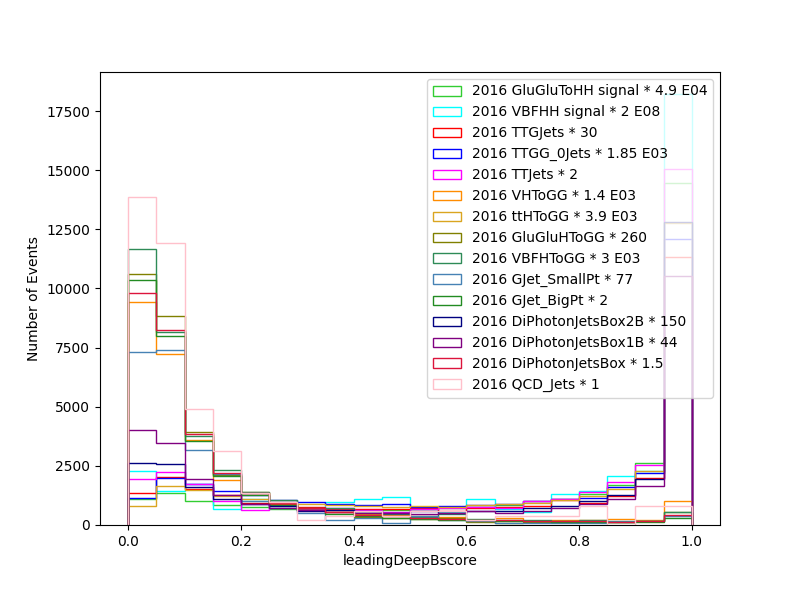 2016 GluGluToHH signal * 4.9 E04
2016 VBFHH signal * 2 E08
2016 TTGJets * 30
2016 TTGG_0Jets * 1.85 E03
2016 TTJets * 2
2016 VHToGG * 1.4 E03
2016 ttHToGG * 3.9 E03
2016 GluGluHToGG * 260
2016 VBFHToGG * 3 E03
2016 GJet_SmallPt * 77
2016 GJet_BigPt * 2
2016 DiPhotonJetsBox2B * 150
2016 DiPhotonJetsBox1B * 44
2016 DiPhotonJetsBox * 1.5
2016 QCD_Jets * 1
17500
15000
12500
10000
7500
5000
2500
0
Number of Events
0.0 0.2 0.4 0.6 0.8 1.0
leadingDeepBscore